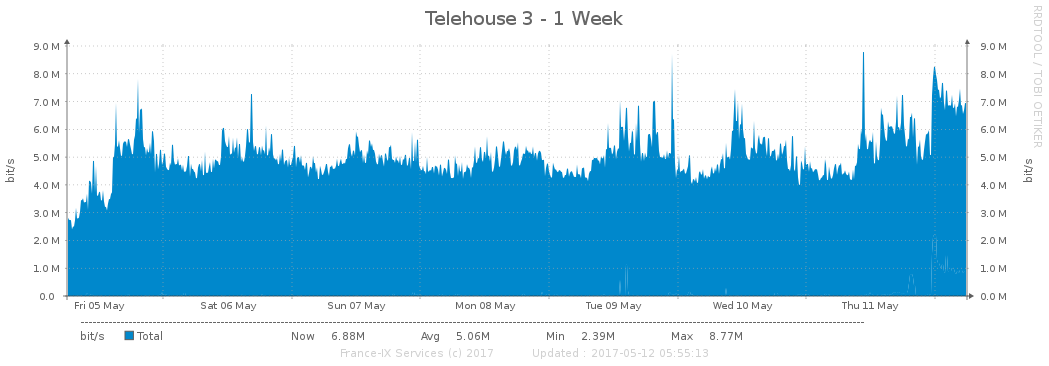 Telehouse 3 - 1 Week
RRDTOOL / TOBI OETIKER
9.0 M 9.0 M
8.0 M 8.0 M
7.0 M 7.0 M
6.0 M 6.0 M
5.0 M 5.0 M
4.0 M 4.0 M
3.0 M 3.0 M
2.0 M 2.0 M
1.0 M 1.0 M
0.0 0.0 M
bit/s bit/s
Fri 05 May Sat 06 May Sun 07 May Mon 08 May Tue 09 May Wed 10 May Thu 11 May
bit/s Total Now 6.88M Avg 5.06M Min 2.39M Max 8.77M
France-IX Services (c) 2017 Updated : 2017-05-12 05:55:13